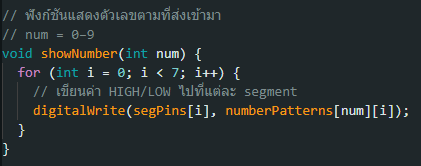 // ฟังก์ชันแสดงตัวเลขตามที่ส่งเข้ามา
// num = 0-9
void showNumber(int num) {
  for (int i = 0; i < 7; i++) {
    // เขียนค่า HIGH/LOW ไปที่แต่ละ segment
    digitalWrite(segPins[i], numberPatterns[num][i]);
  }
}